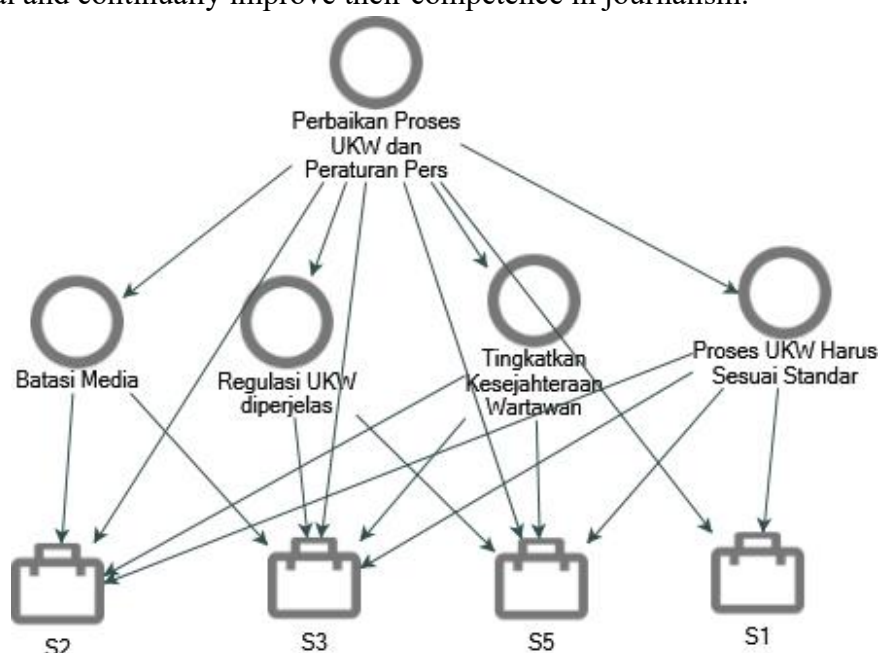 and continually improve their competence in journalism.
Perbaikan Proses
UKW dan
Peraturan Pers
Batasi Media
Regulasi UKW
diperjelas
Tingkatkan
Kesejahteraan
Wartawan
Proses UKW Harus
Sesuai Standar
S2
S3
S5
S1